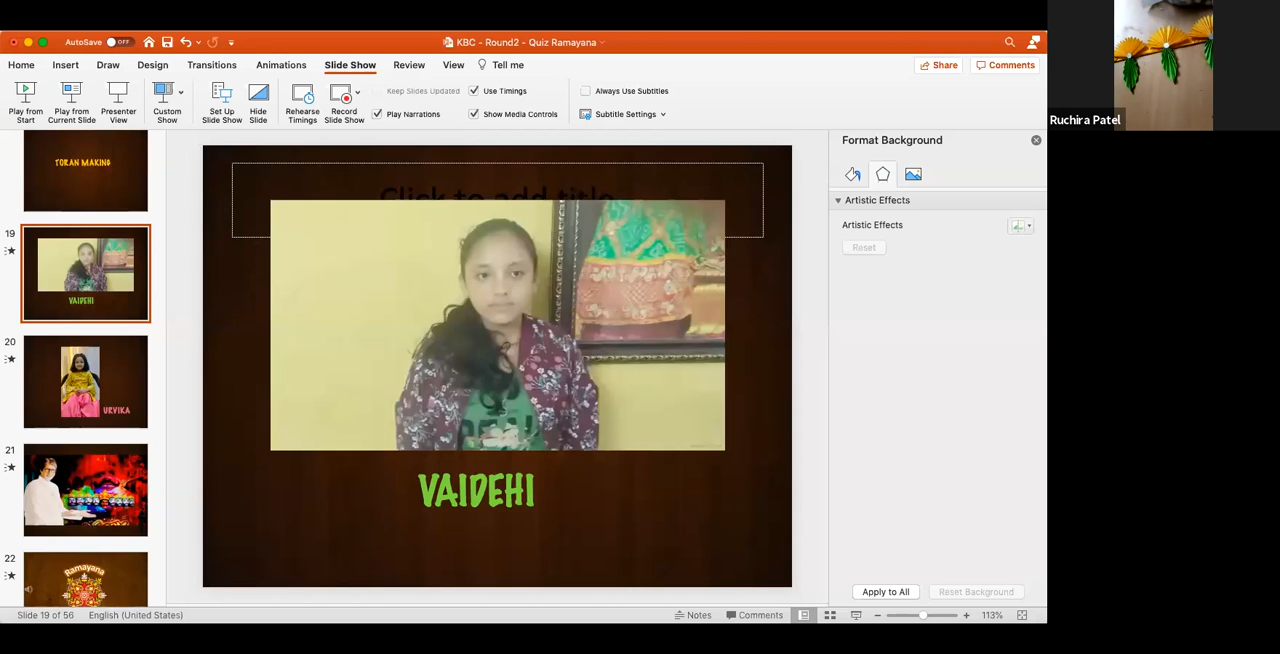 AutoSave OFF
KBC - Round2 - Quiz Ramayana
Home Insert Draw Design Transitions Animations Slide Show Review View Tell me
Share Comments
Play from Start
Play from Current Slide
Presenter View
Custom Show
Set Up Slide Show
Hide Slide
Rehearse Timings
Record Slide Show
Keep Slides Updated
Use Timings
Play Narrations
Show Media Controls
Always Use Subtitles
Subtitle Settings
Ruchira Patel
TORAN MAKING
19
VAIDEHI
20
URVIKA
21
22
Ramayana
Click to add title
VAIDEHI
Format Background
Artistic Effects
Artistic Effects
Reset
Apply to All
Reset Background
Slide 19 of 56
English (United States)
Notes
Comments
113%